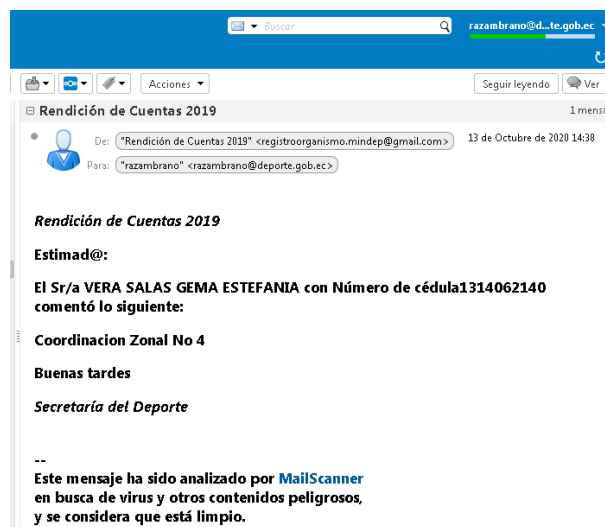 Buscar
razambrano@d...te.gob.ec
Acciones
Seguir leyendo
Ver
Rendición de Cuentas 2019
1 mensa
De: "Rendición de Cuentas 2019" <registroorganismo.mindep@gmail.com>
13 de Octubre de 2020 14:38
Para: "razambrano" <razambrano@deporte.gob.ec>
Rendición de Cuentas 2019
Estimad@:
El Sr/a VERA SALAS GEMA ESTEFANIA con Número de cédula1314062140
comentó lo siguiente:
Coordinacion Zonal No 4
Buenas tardes
Secretaría del Deporte
--
Este mensaje ha sido analizado por MailScanner
en busca de virus y otros contenidos peligrosos,
y se considera que está limpio.